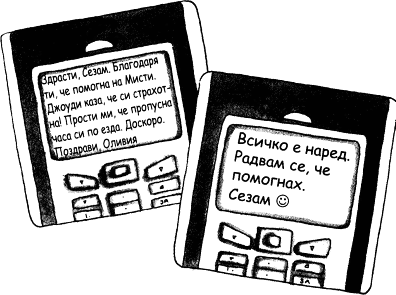 Здрасти, Сезам. Благодаря
ти, че помогна на Мисти.
Джоуди каза, че си страхот-
на! Прости ми, че пропусна
часа си по езда. Доскоро.
Поздрави, Оливия
Всичко е наред.
Радвам се, че
помогнах.
Сезам ☺